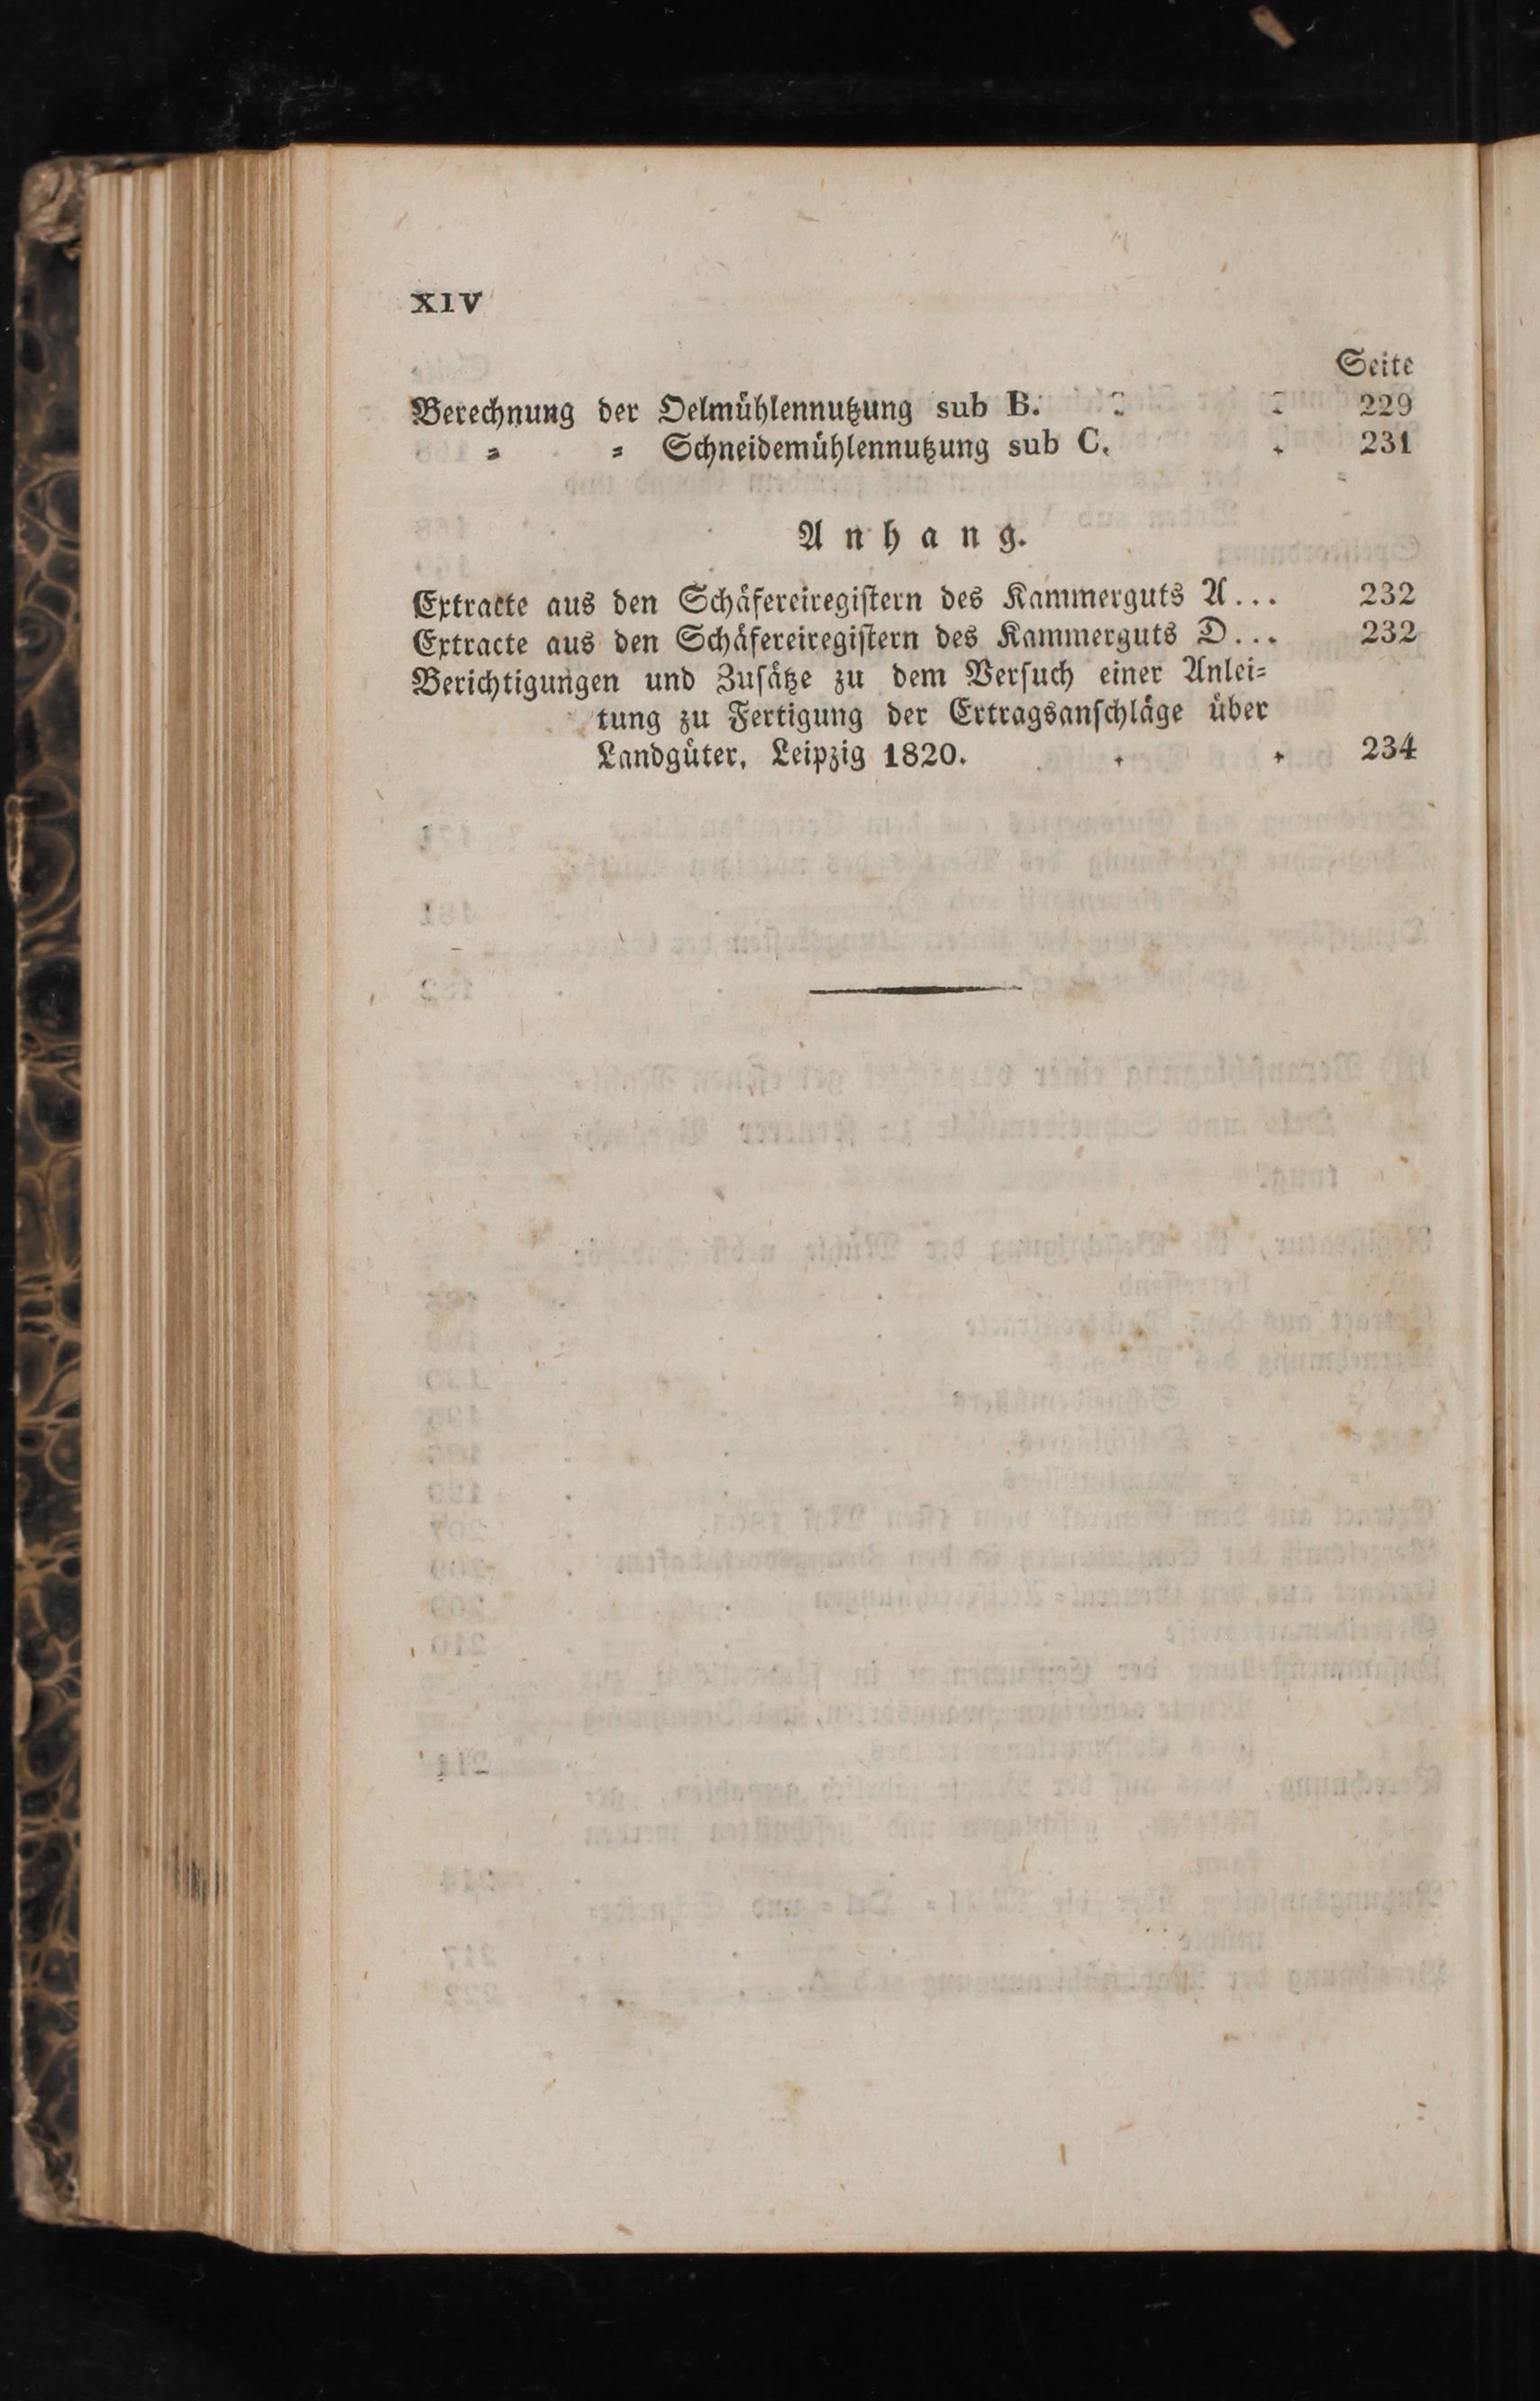 XIV
Seite
Berechnung der Oelmühlennutzung sub B. 229
= = Schneidemühlennutzung sub C. 231
Anhang.
Extracte aus den Schäfereiregistern des Kammerguts A... 232
Extracte aus den Schäfereiregistern des Kammerguts D... 232
Berichtigungen und Zusätze zu dem Versuch einer Anlei=
tung zu Fertigung der Ertragsanschläge über
Landgüter, Leipzig 1820. 234